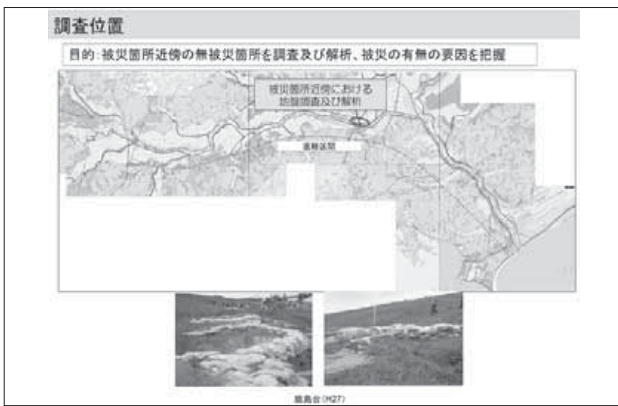 調査位置
目的：被災箇所近傍の無被災箇所を調査及び解析、被災の有無の要因を把握
被災箇所近傍における
地盤調査及び解析
鹿島台（H27）